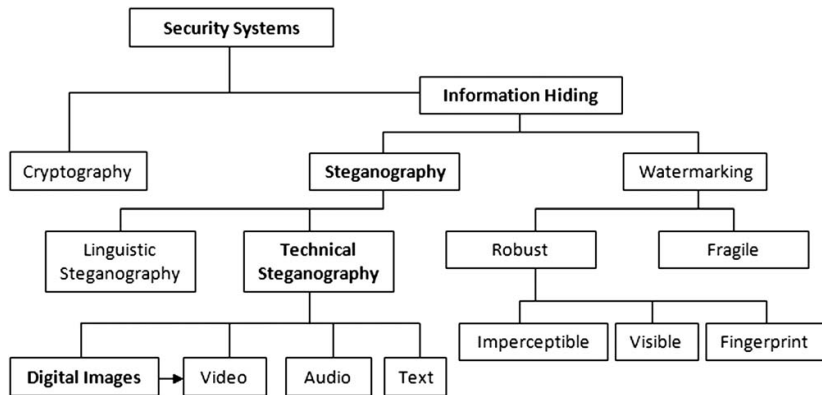 Security Systems
Information Hiding
Cryptography
Steganography
Watermarking
Linguistic
Steganography
Technical
Steganography
Robust
Fragile
Imperceptible
Visible
Fingerprint
Digital Images
Video
Audio
Text